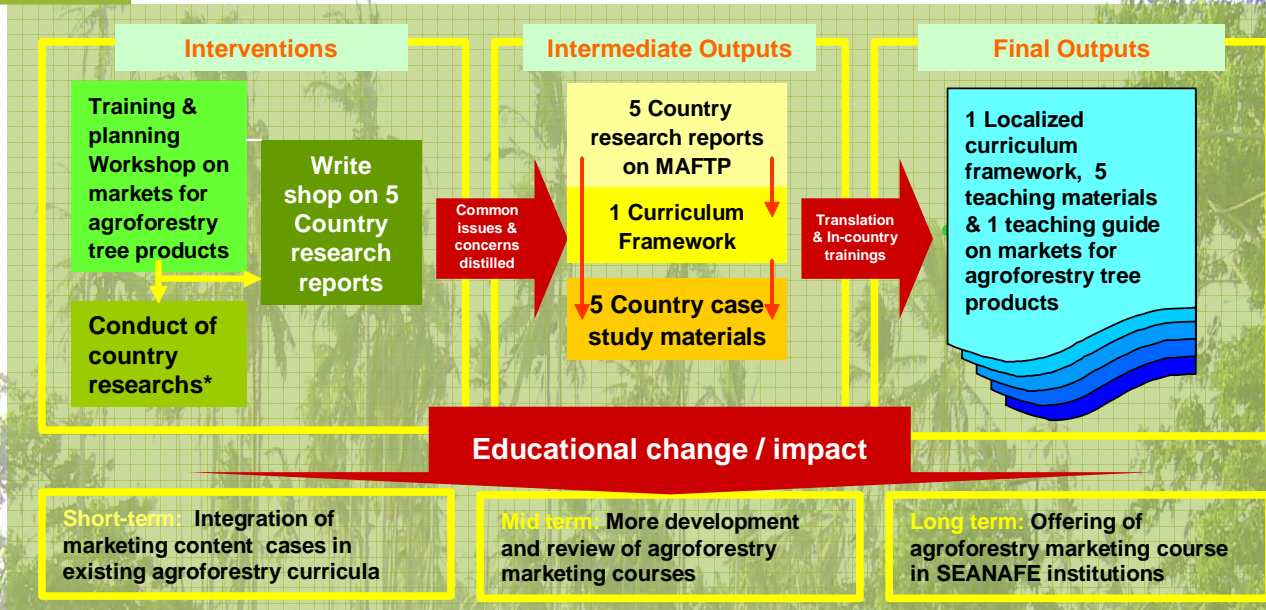 Interventions
Training &
planning
Workshop on
markets for
agroforestry
tree products
Write
shop on 5
Country
research
reports
Conduct of
country
researchs*
Common
issues &
concerns
distilled
Intermediate Outputs
5 Country
research reports
on MAFTP
1 Curriculum
Framework
5 Country case
study materials
Translation
& In-country
trainings
Final Outputs
1 Localized
curriculum
framework, 5
teaching materials
& 1 teaching guide
on markets for
agroforestry tree
products
Educational change / impact
Short-term: Integration of
marketing content cases in
existing agroforestry curricula
Mid term: More development
and review of agroforestry
marketing courses
Long term: Offering of
agroforestry marketing course
in SEANAFE institutions